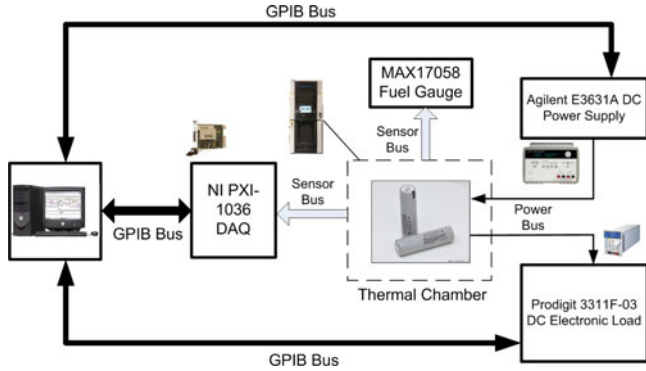 GPIB Bus
MAX17058
Fuel Gauge
Agilent E3631A DC
Power Supply
Sensor
Bus
NI PXI-
1036
DAQ
Sensor
Bus
GPIB Bus
Power
Bus
Thermal Chamber
Prodigit 3311F-03
DC Electronic Load
GPIB Bus